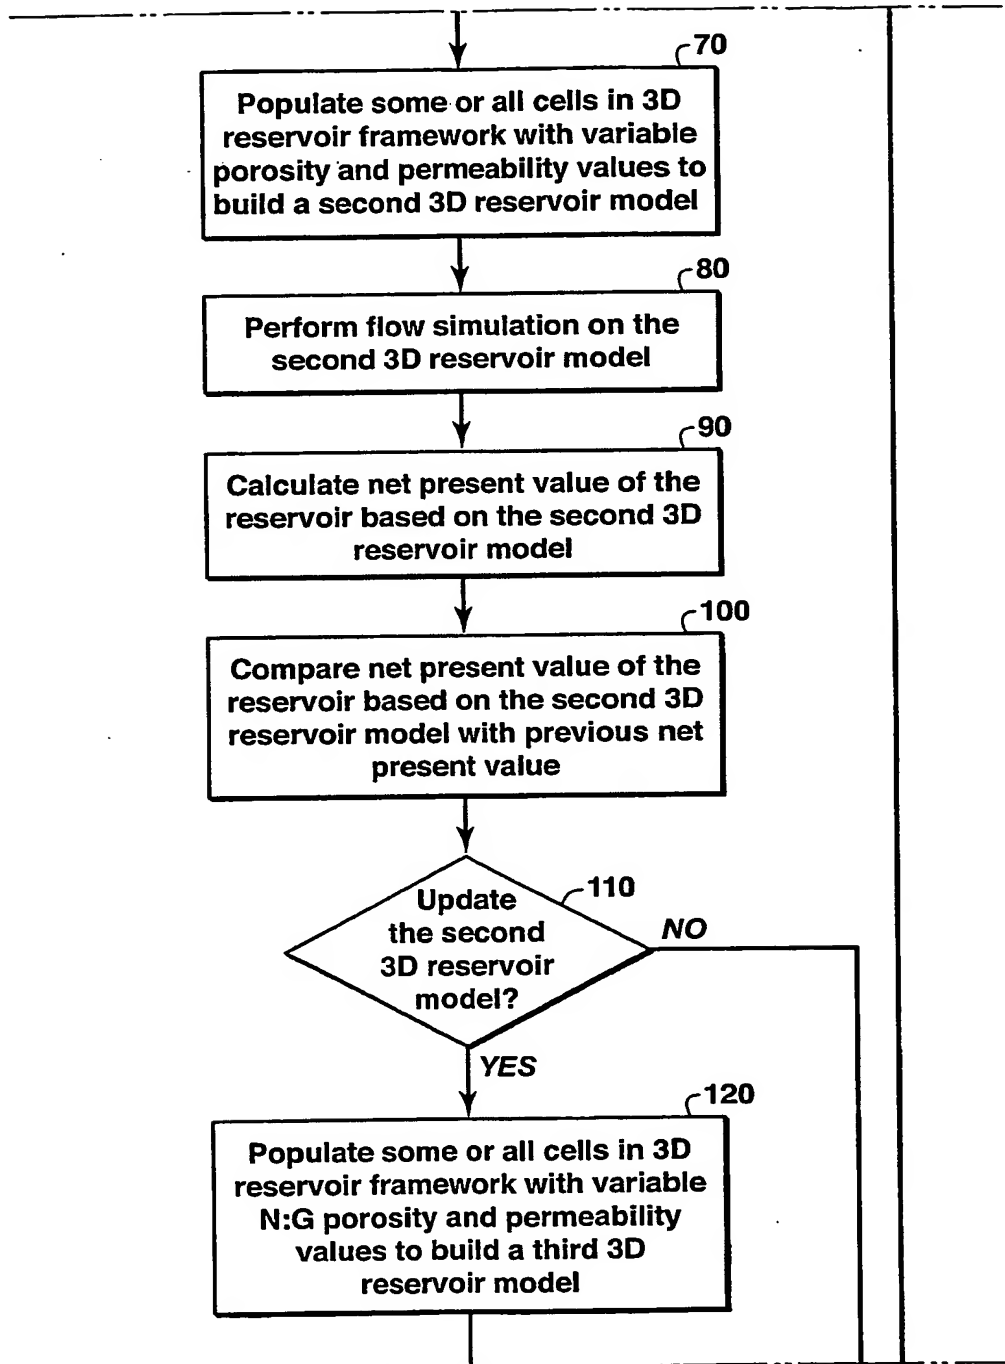 70
Populate some or all cells in 3D
reservoir framework with variable
porosity and permeability values to
build a second 3D reservoir model
80
Perform flow simulation on the
second 3D reservoir model
90
Calculate net present value of the
reservoir based on the second 3D
reservoir model
100
Compare net present value of the
reservoir based on the second 3D
reservoir model with previous net
present value
110
Update
the second
3D reservoir
model?
NO
YES
120
Populate some or all cells in 3D
reservoir framework with variable
N:G porosity and permeability
values to build a third 3D
reservoir model